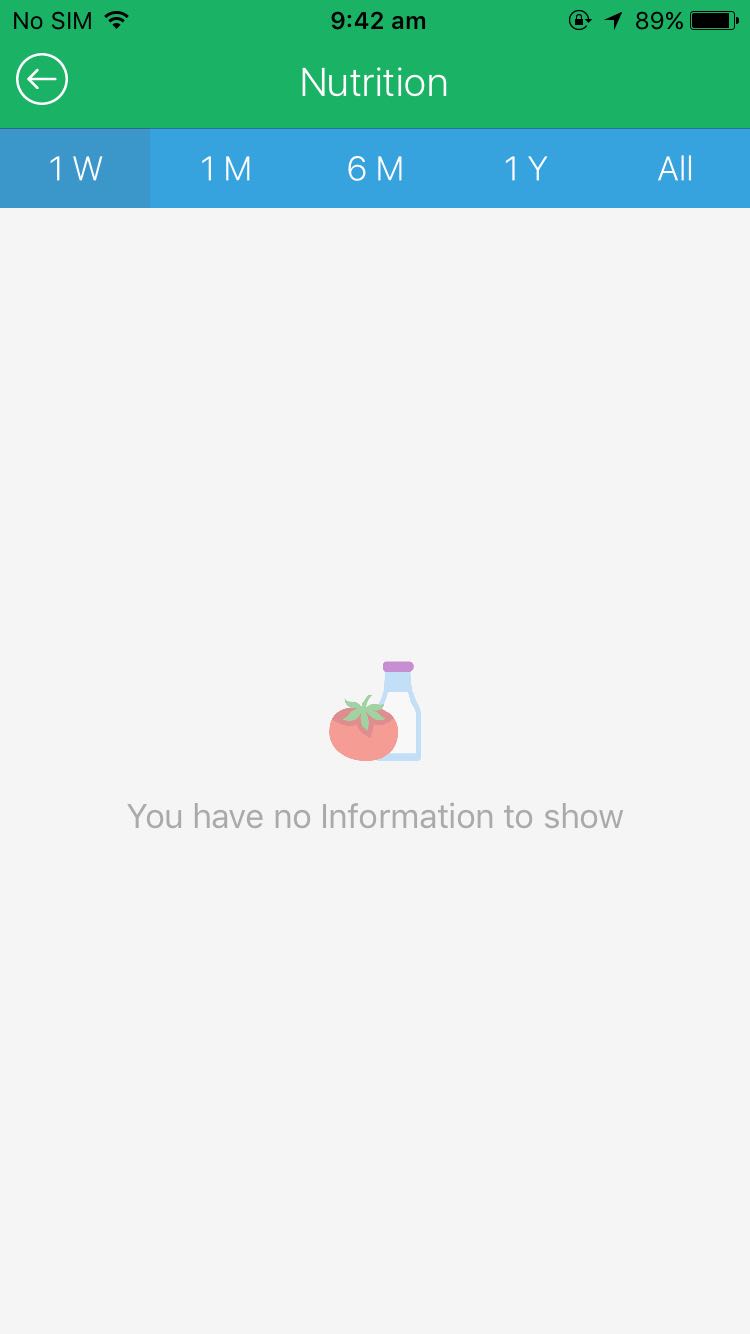 No SIM 9:42 am 89%
Nutrition
1 W 1 M 6 M 1 Y All
You have no Information to show